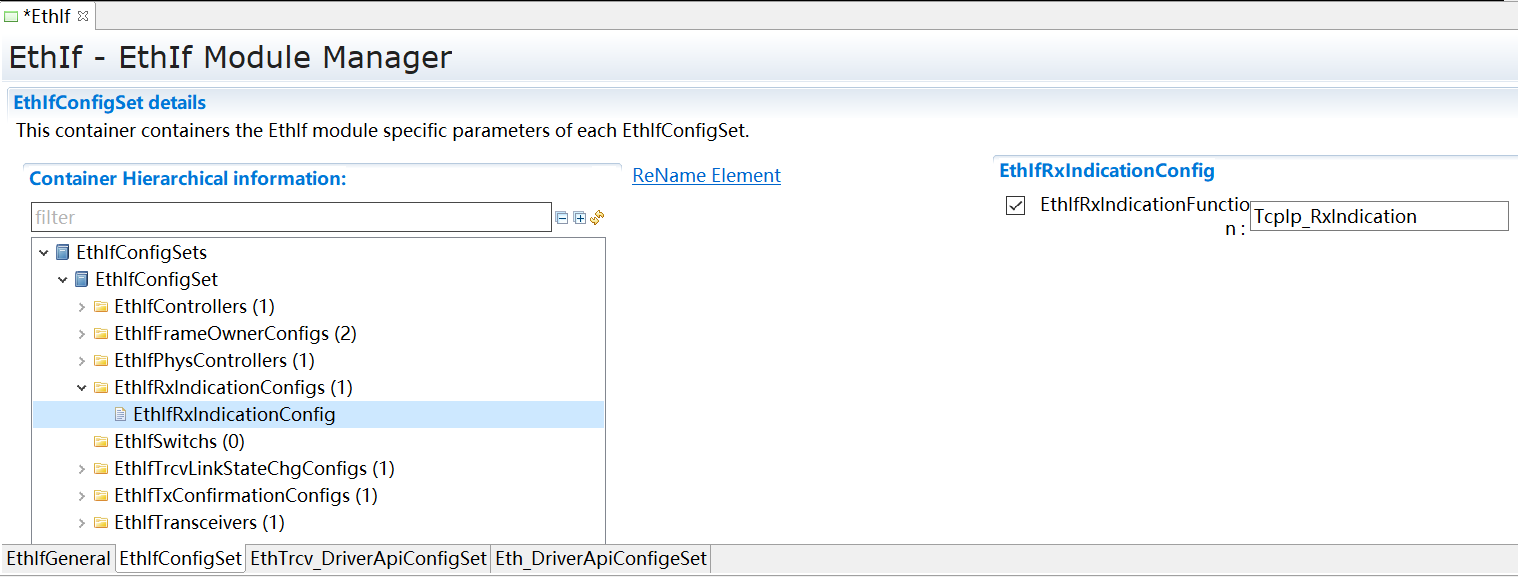 *EthIf
EthIf - EthIf Module Manager
EthIfConfigSet details
This container containers the EthIf module specific parameters of each EthIfConfigSet.
Container Hierarchical information:
filter
EthIfConfigSets
EthIfConfigSet
EthIfControllers (1)
EthIfFrameOwnerConfigs (2)
EthIfPhysControllers (1)
EthIfRxIndicationConfigs (1)
EthIfRxIndicationConfig
EthIfSwitchs (0)
EthIfTrcvLinkStateChgConfigs (1)
EthIfTxConfirmationConfigs (1)
EthIfTransceivers (1)
ReName Element
EthIfRxIndicationConfig
EthIfRxIndicationFunctio
n :
TcpIp_RxIndication
EthIfGeneral EthIfConfigSet EthTrcv_DriverApiConfigSet Eth_DriverApiConfigeSet